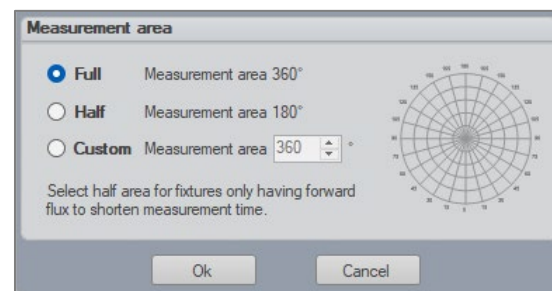 Measurement area
Full Measurement area 360°
Half Measurement area 180°
Custom Measurement area 360 °
Select half area for fixtures only having forward
flux to shorten measurement time.
Ok Cancel